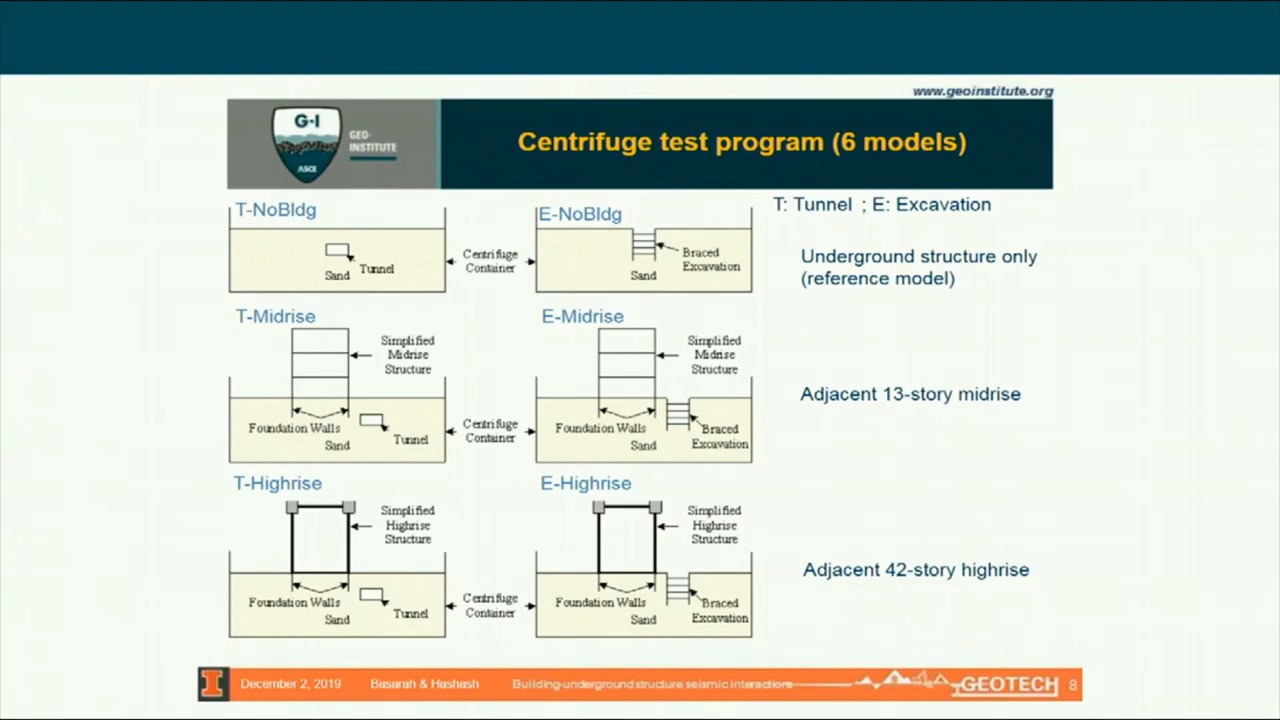 www.geoinstitute.org
G-I
GEO-
INSTITUTE
ASCE
Centrifuge test program (6 models)
T: Tunnel ; E: Excavation
T-NoBldg
Tunnel
Sand
Centrifuge
Container
E-NoBldg
Braced
Excavation
Sand
Underground structure only
(reference model)
T-Midrise
Simplified
Midrise
Structure
Foundation Walls
Sand
Tunnel
Centrifuge
Container
E-Midrise
Simplified
Midrise
Structure
Foundation Walls
Sand
Braced
Excavation
Adjacent 13-story midrise
T-Highrise
Simplified
Highrise
Structure
Foundation Walls
Sand
Tunnel
Centrifuge
Container
E-Highrise
Simplified
Highrise
Structure
Foundation Walls
Sand
Braced
Excavation
Adjacent 42-story highrise
I December 2, 2019 Basarah & Hashash Building-underground structure seismic interactions GEOTECH 8